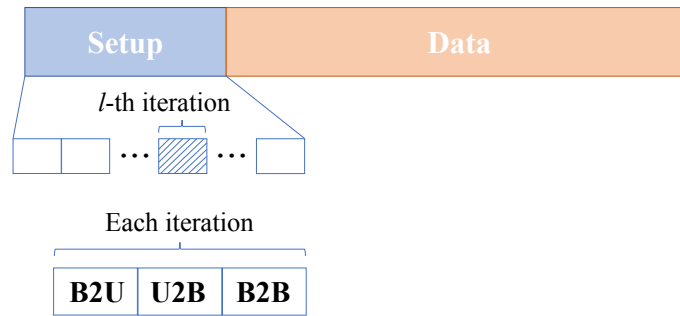 Setup Data
l-th iteration
... ...
Each iteration
B2U U2B B2B